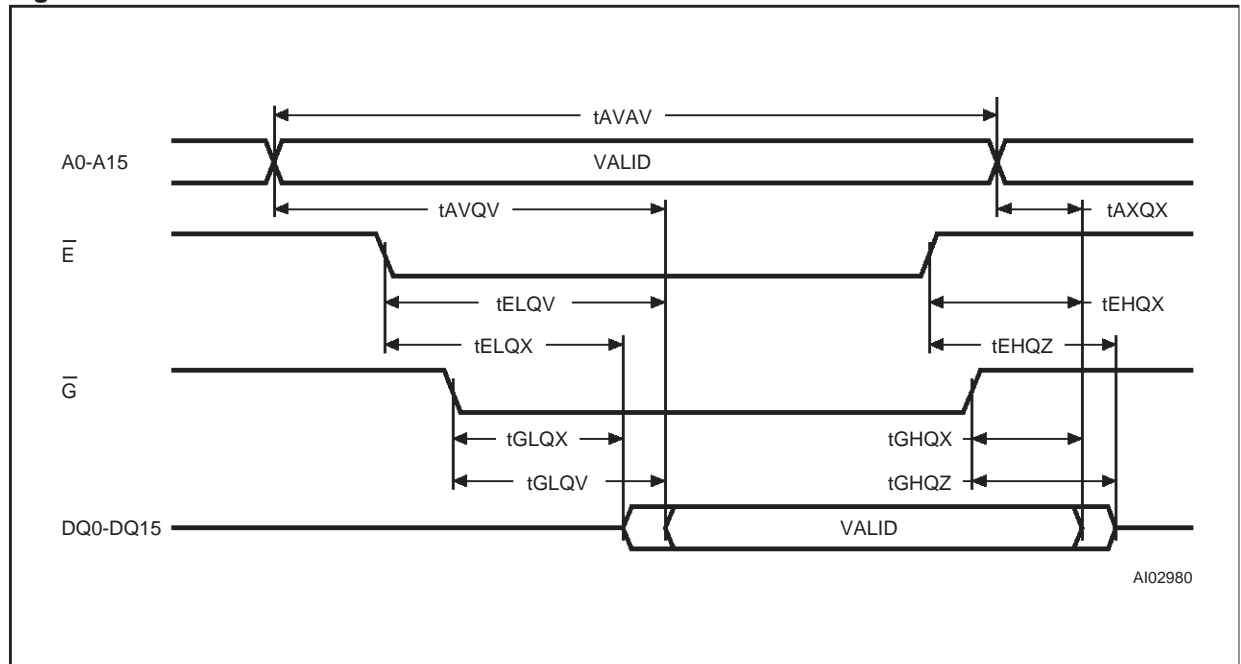 tAVAV
A0-A15
VALID
tAVQV
tAXQX
E
tELQV
tEHQX
tELQX
tEHQZ
G
tGLQX
tGHQX
tGLQV
tGHQZ
DQ0-DQ15
VALID
AI02980